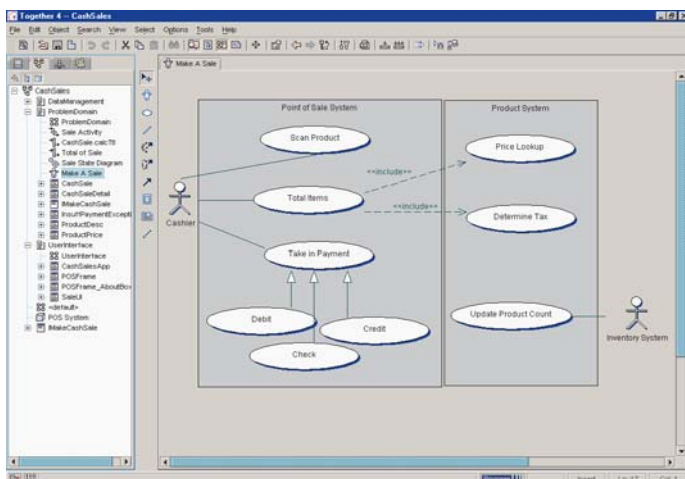 Together 4 -- CashSales
File Edit Object Search View Select Options Tools Help
Make A Sale
CashSales
DataManagement
ProblemDomain
ProblemDomain
Sale Activity
CashSale.calcTtl
Total of Sale
Sale State Diagram
Make A Sale
CashSale
CashSaleDetail
IMakeCashSale
InsuffPaymentExcepti
ProductDesc
ProductPrice
UserInterface
UserInterface
CashSalesApp
POSFrame
POSFrame_AboutBox
SaleUI
<default>
POS System
IMakeCashSale
Point of Sale System
Scan Product
Total Items
Take in Payment
Debit
Credit
Check
Cashier
<<include>>
<<include>>
Product System
Price Lookup
Determine Tax
Update Product Count
Inventory System